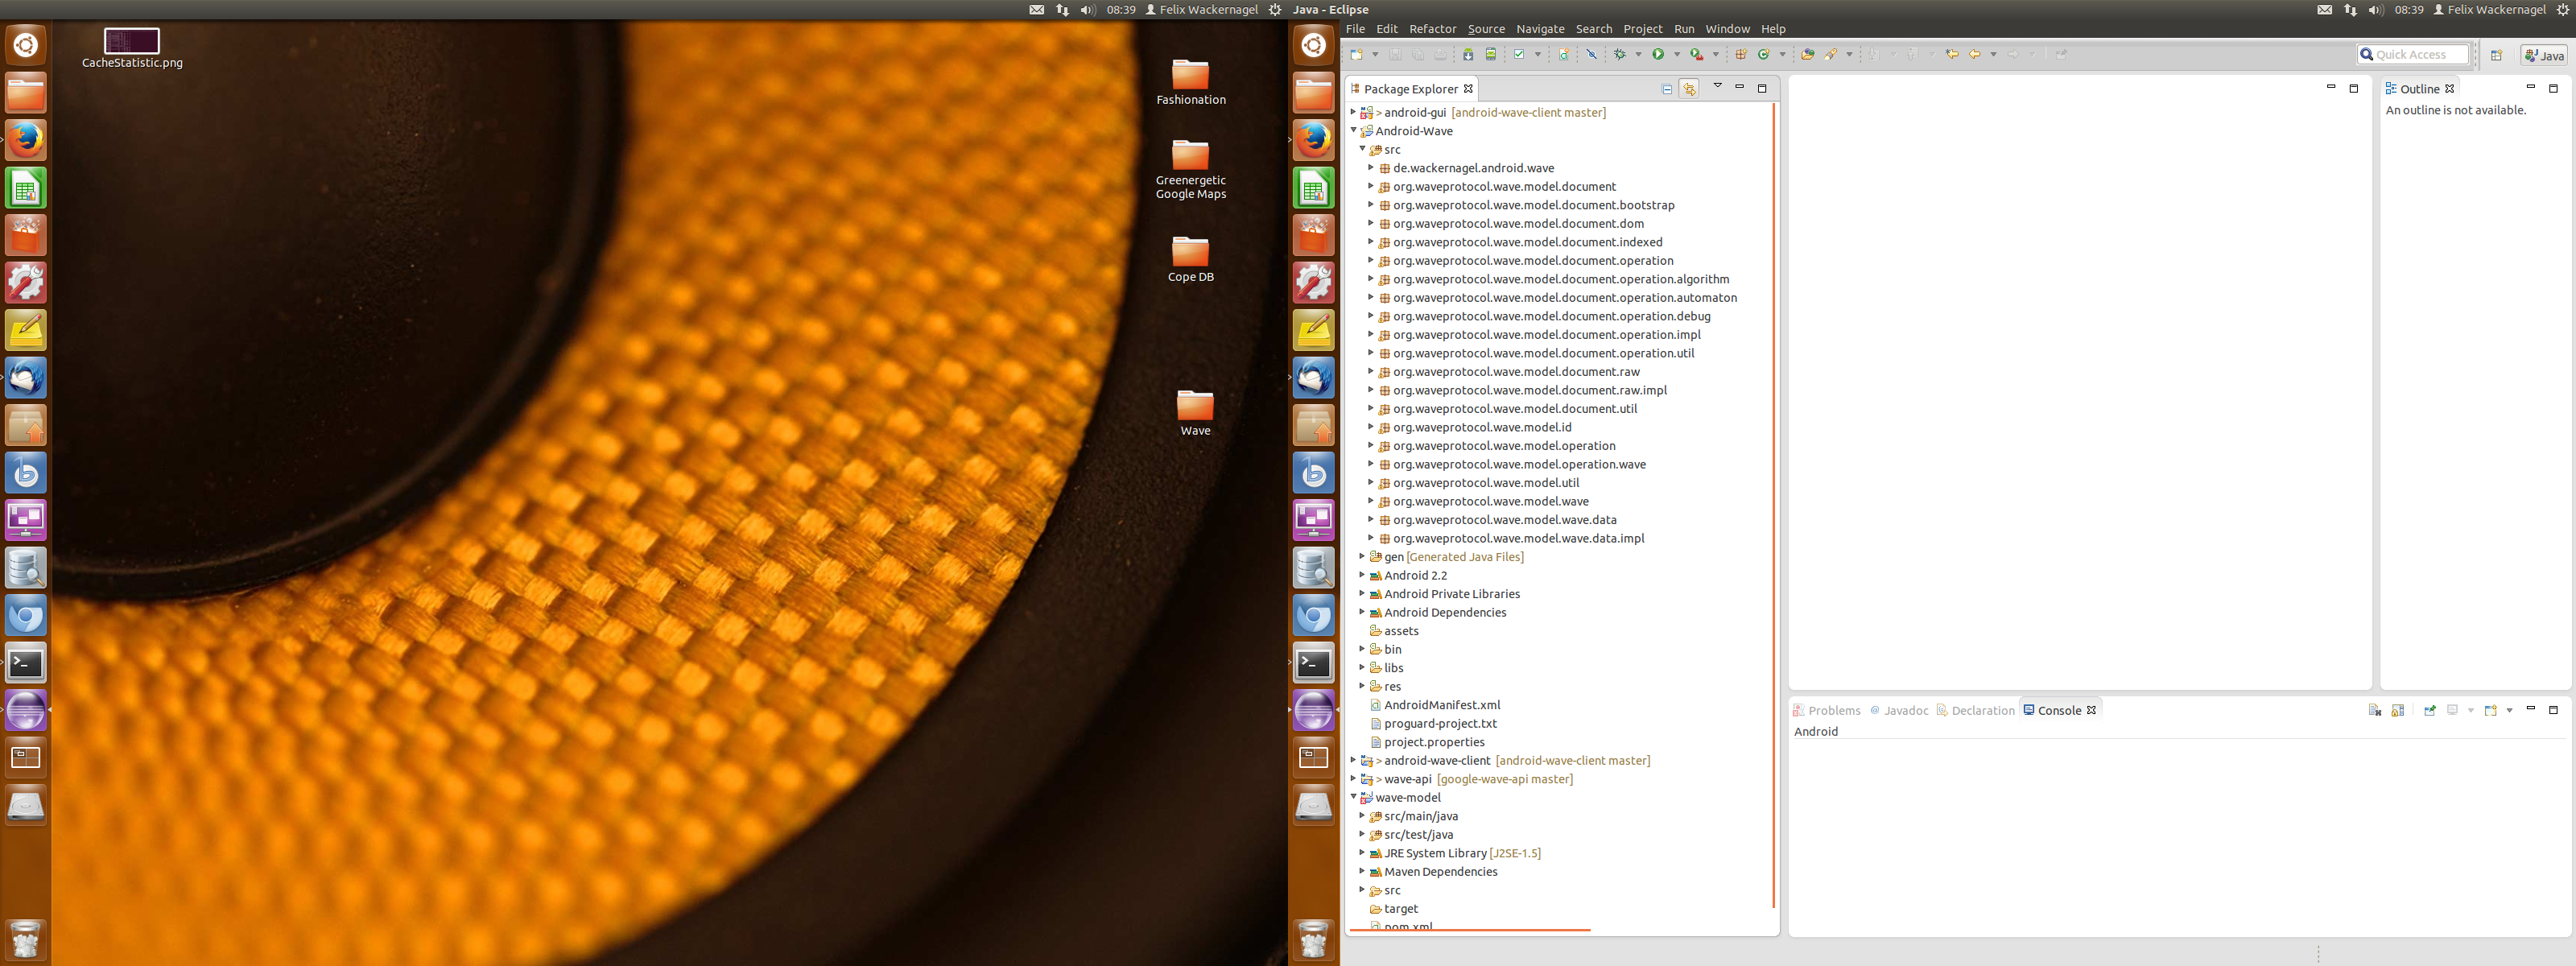 08:39 Felix Wackernagel
CacheStatistic.png
Fashionation
Greenergetic
Google Maps
Cope DB
Wave
Java - Eclipse
08:39 Felix Wackernagel
File Edit Refactor Source Navigate Search Project Run Window Help
Quick Access
Java
Package Explorer
> android-gui [android-wave-client master]
Android-Wave
src
de.wackernagel.android.wave
org.waveprotocol.wave.model.document
org.waveprotocol.wave.model.document.bootstrap
org.waveprotocol.wave.model.document.dom
org.waveprotocol.wave.model.document.indexed
org.waveprotocol.wave.model.document.operation
org.waveprotocol.wave.model.document.operation.algorithm
org.waveprotocol.wave.model.document.operation.automaton
org.waveprotocol.wave.model.document.operation.debug
org.waveprotocol.wave.model.document.operation.impl
org.waveprotocol.wave.model.document.operation.util
org.waveprotocol.wave.model.document.raw
org.waveprotocol.wave.model.document.raw.impl
org.waveprotocol.wave.model.document.util
org.waveprotocol.wave.model.id
org.waveprotocol.wave.model.operation
org.waveprotocol.wave.model.operation.wave
org.waveprotocol.wave.model.util
org.waveprotocol.wave.model.wave
org.waveprotocol.wave.model.wave.data
org.waveprotocol.wave.model.wave.data.impl
gen [Generated Java Files]
Android 2.2
Android Private Libraries
Android Dependencies
assets
bin
libs
res
AndroidManifest.xml
proguard-project.txt
project.properties
> android-wave-client [android-wave-client master]
> wave-api [google-wave-api master]
wave-model
src/main/java
src/test/java
JRE System Library [J2SE-1.5]
Maven Dependencies
src
target
pom.xml
Outline
An outline is not available.
Problems Javadoc Declaration Console
Android